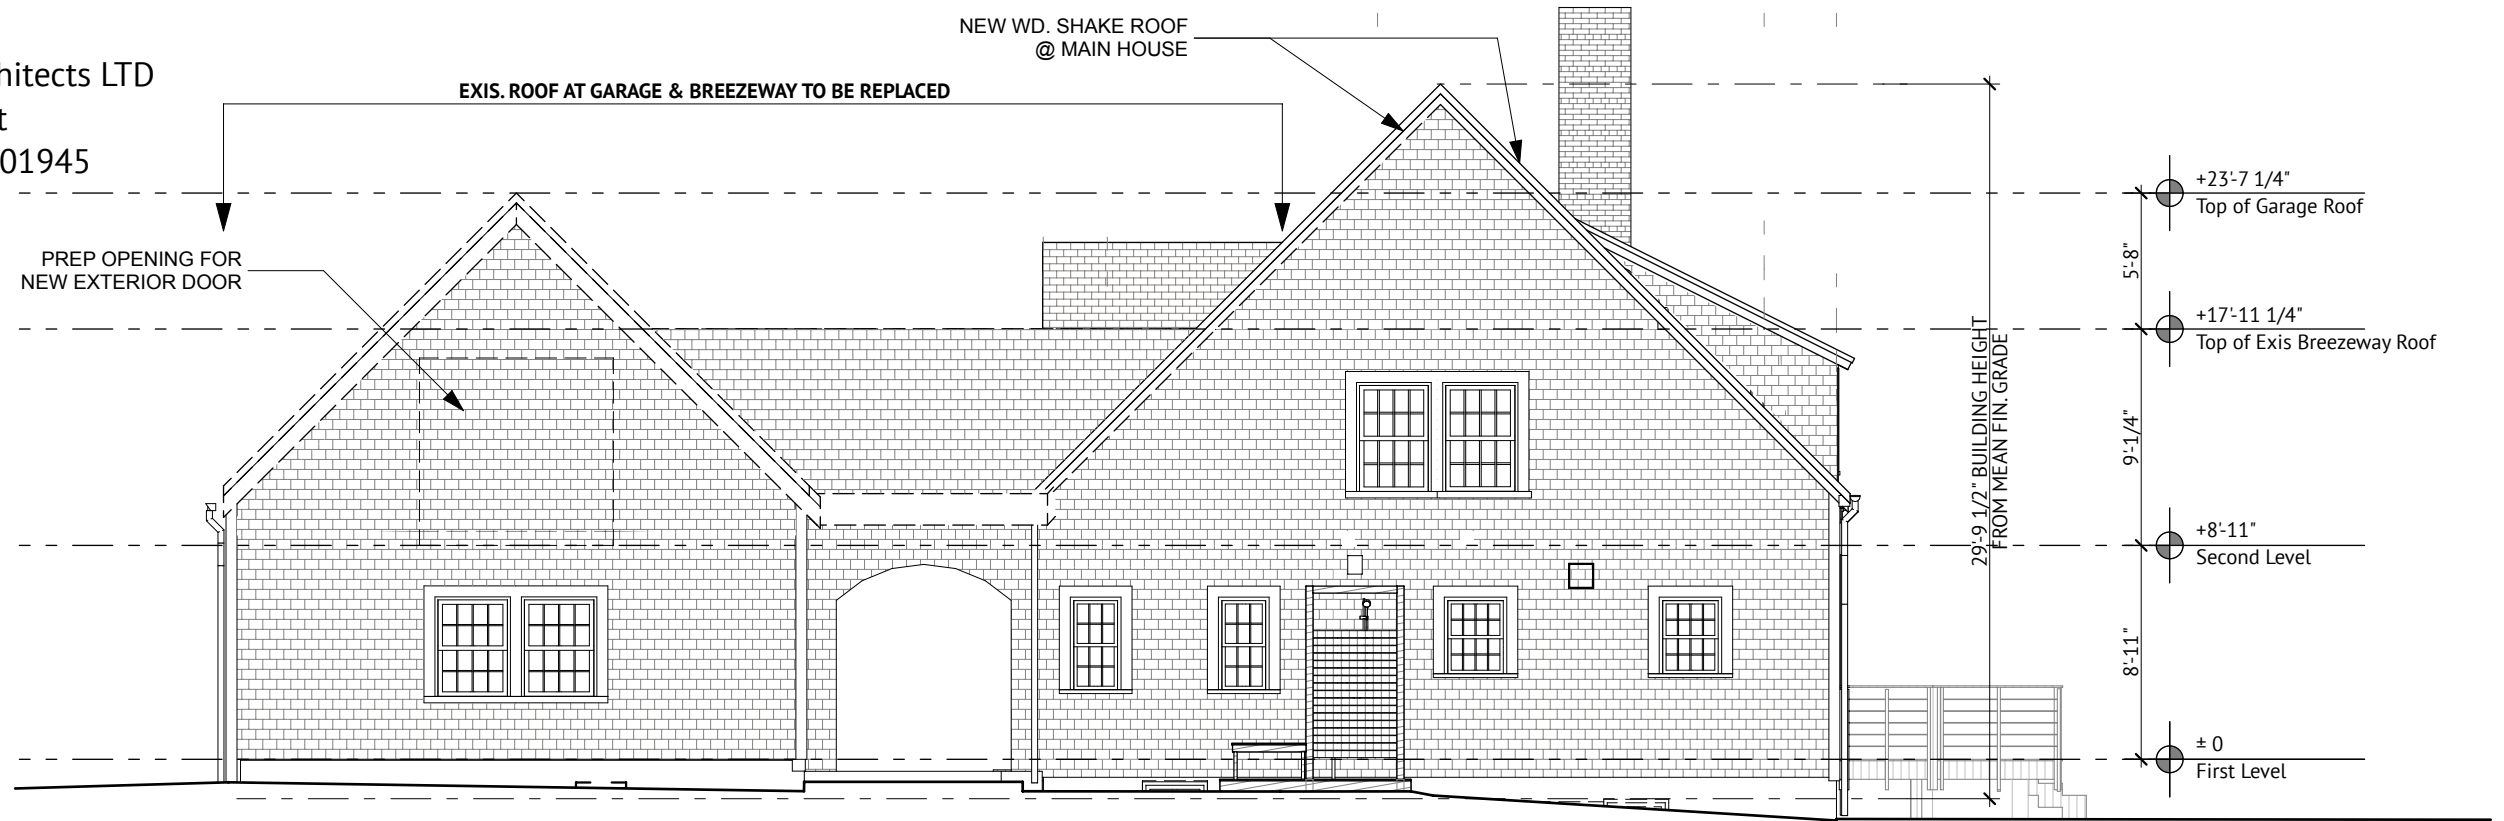 hitects LTD
t
01945
NEW WD. SHAKE ROOF
@ MAIN HOUSE
EXIS. ROOF AT GARAGE & BREEZEWAY TO BE REPLACED
PREP OPENING FOR
NEW EXTERIOR DOOR
+23'-7 1/4"
Top of Garage Roof
5'-8"
+17'-11 1/4"
Top of Exis Breezeway Roof
9'-1/4"
29'-9 1/2" BUILDING HEIGHT
FROM MEAN FIN. GRADE
+8'-11"
Second Level
8'-11"
± 0
First Level